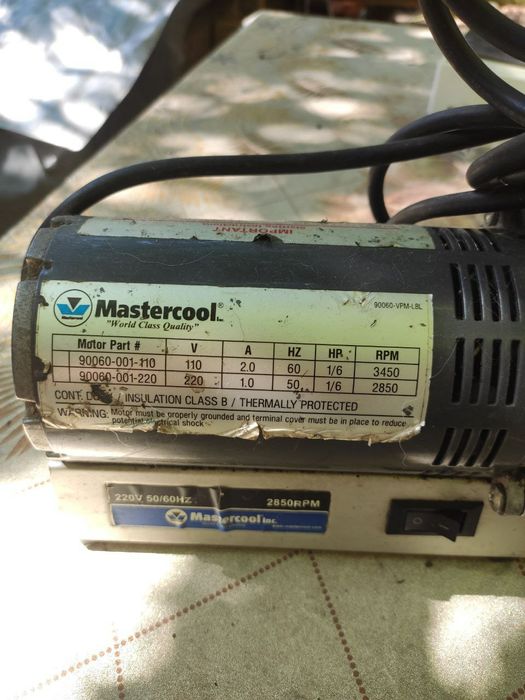 IMPORTANT
Mastercool®
"World Class Quality"
90060-VPM-LBL
Motor Part # V A HZ HP RPM
90060-001-110 110 2.0 60 1/6 3450
90060-001-220 220 1.0 50 1/6 2850
CONT. / INSULATION CLASS B / THERMALLY PROTECTED
WARNING: Motor must be properly grounded and terminal cover must be in place to reduce
potential electrical shock
220V 50/60HZ 2850RPM
Mastercool Inc.